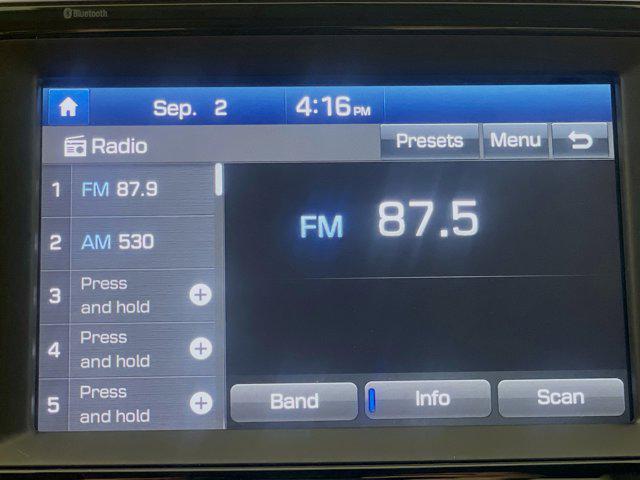 Bluetooth
Sep. 2 4:16 PM
Radio Presets Menu
1 FM 87.9
2 AM 530
3 Press and hold
4 Press and hold
5 Press and hold
FM 87.5
Band Info Scan